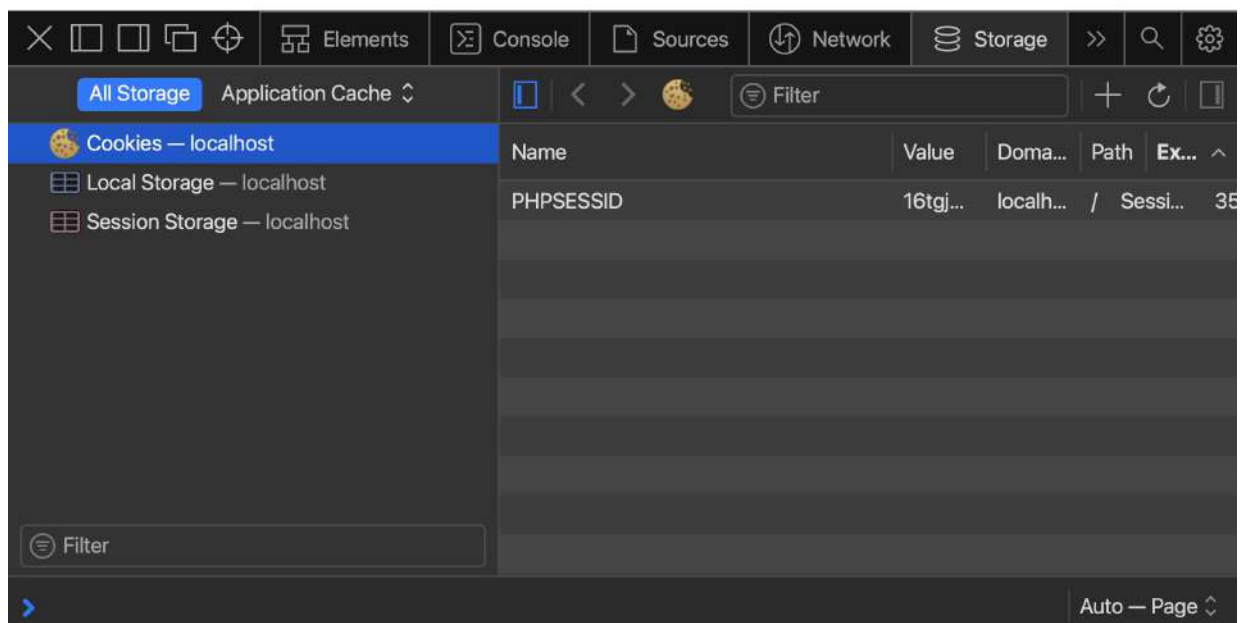 Elements Console Sources Network Storage
All Storage Application Cache
Filter
Cookies — localhost
Local Storage — localhost
Session Storage — localhost
Name Value Doma... Path Ex...
PHPSESSID 16tgj... localh... / Sessi... 35
Filter
Auto — Page